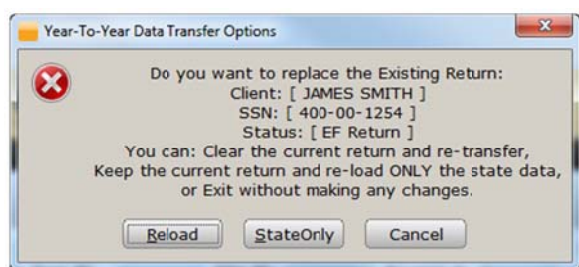 Year-To-Year Data Transfer Options
Do you want to replace the Existing Return:
Client: [ JAMES SMITH ]
SSN: [ 400-00-1254 ]
Status: [ EF Return ]
You can: Clear the current return and re-transfer,
Keep the current return and re-load ONLY the state data,
or Exit without making any changes.
Reload StateOnly Cancel